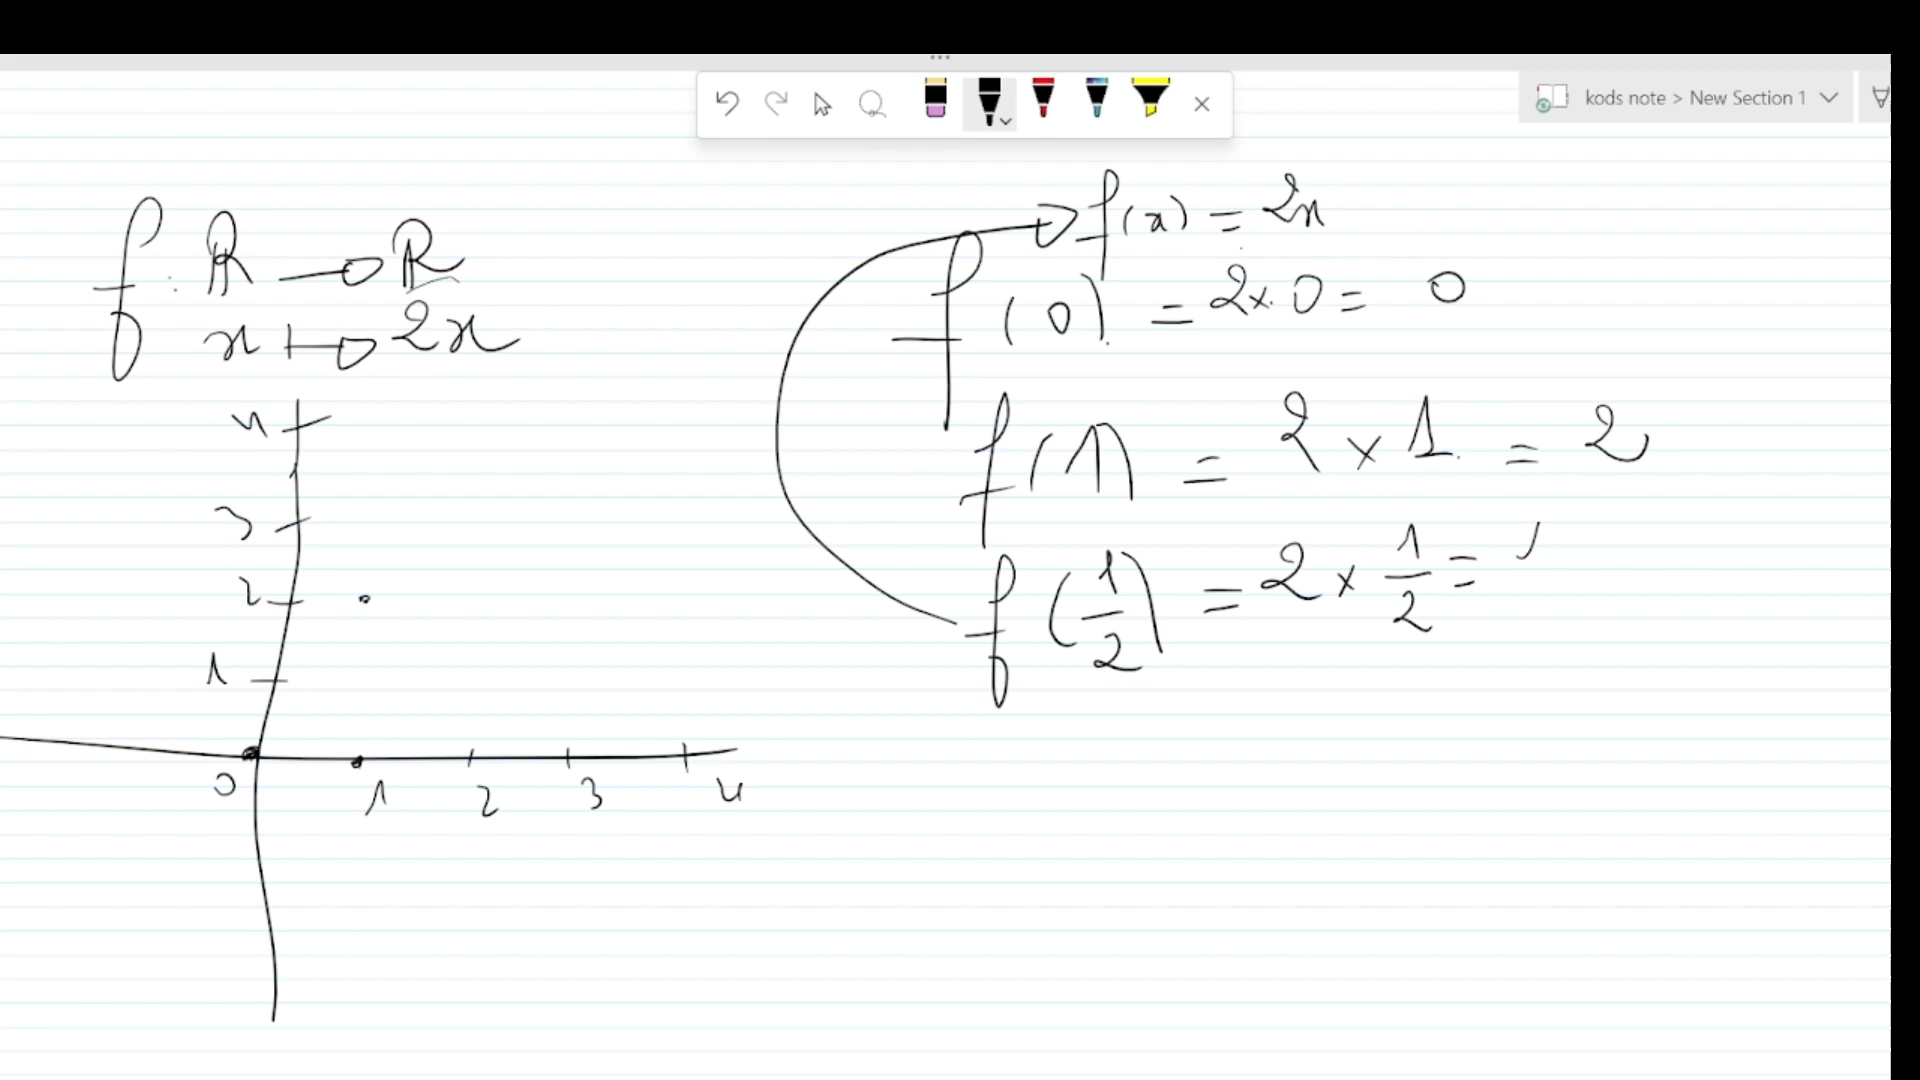 kods note > New Section 1
f: ℝ → ℝ
x ↦ 2x
f(x) = 2x
f(0) = 2 × 0 = 0
f(1) = 2 × 1 = 2
f(1/2) = 2 × 1/2 =
4
3
2
1
0 1 2 3 4